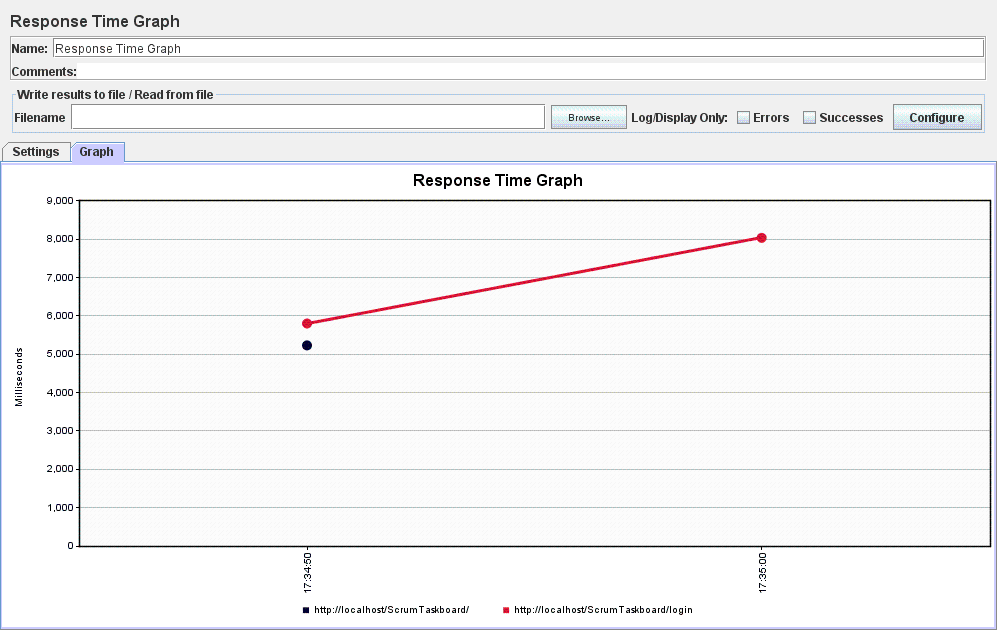 Response Time Graph
Name: Response Time Graph
Comments:
Write results to file / Read from file
Filename Browse... Log/Display Only: Errors Successes Configure
Settings Graph
Response Time Graph
9,000
8,000
7,000
6,000
5,000
4,000
3,000
2,000
1,000
0
Milliseconds
17:34:50
17:35:00
http://localhost/ScrumTaskboard/ http://localhost/ScrumTaskboard/login